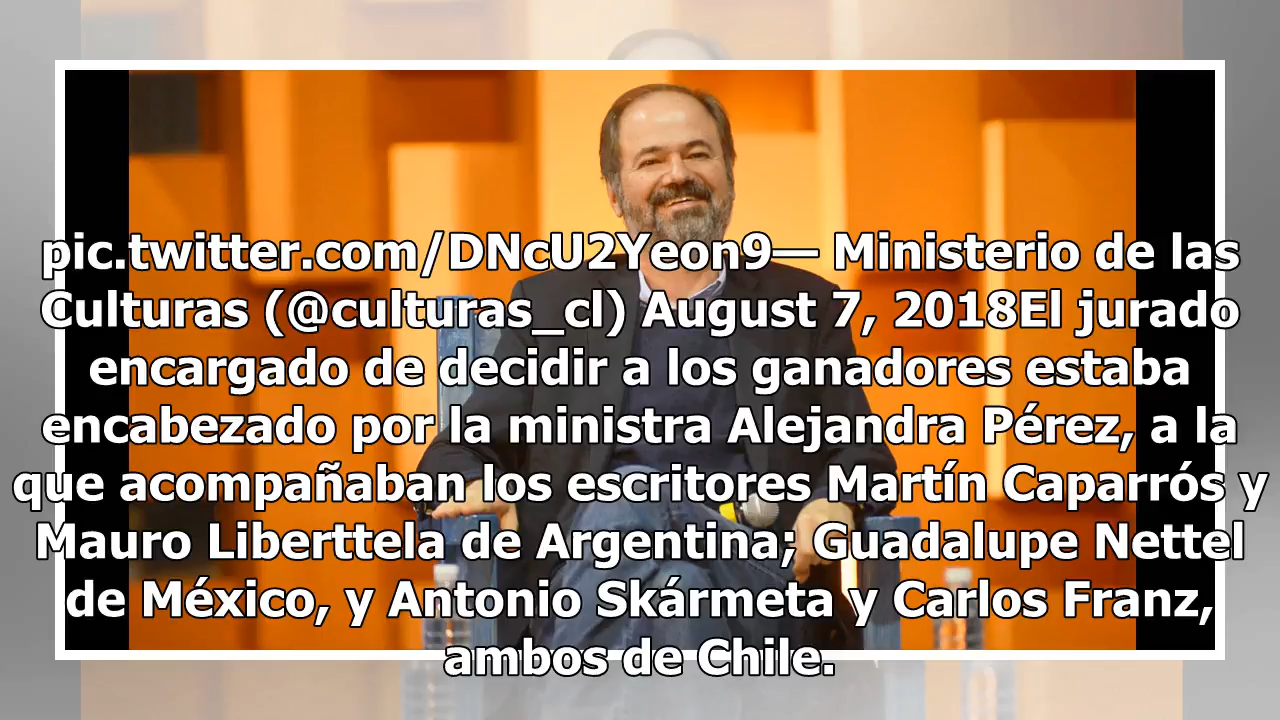 pic.twitter.com/DNcU2Yeon9— Ministerio de las
Culturas (@culturas_cl) August 7, 2018El jurado
encargado de decidir a los ganadores estaba
encabezado por la ministra Alejandra Pérez, a la
que acompañaban los escritores Martín Caparrós y
Mauro Liberttela de Argentina; Guadalupe Nettel
de México, y Antonio Skármeta y Carlos Franz,
ambos de Chile.